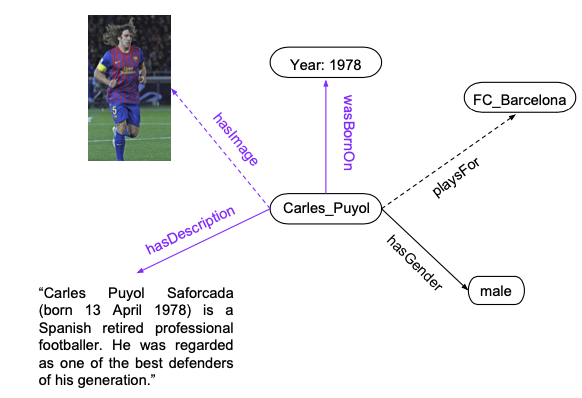 Year: 1978
FC_Barcelona
hasImage
wasBornOn
playsFor
Carles_Puyol
hasDescription
hasGender
male
“Carles Puyol Saforcada
(born 13 April 1978) is a
Spanish retired professional
footballer. He was regarded
as one of the best defenders
of his generation.”
5